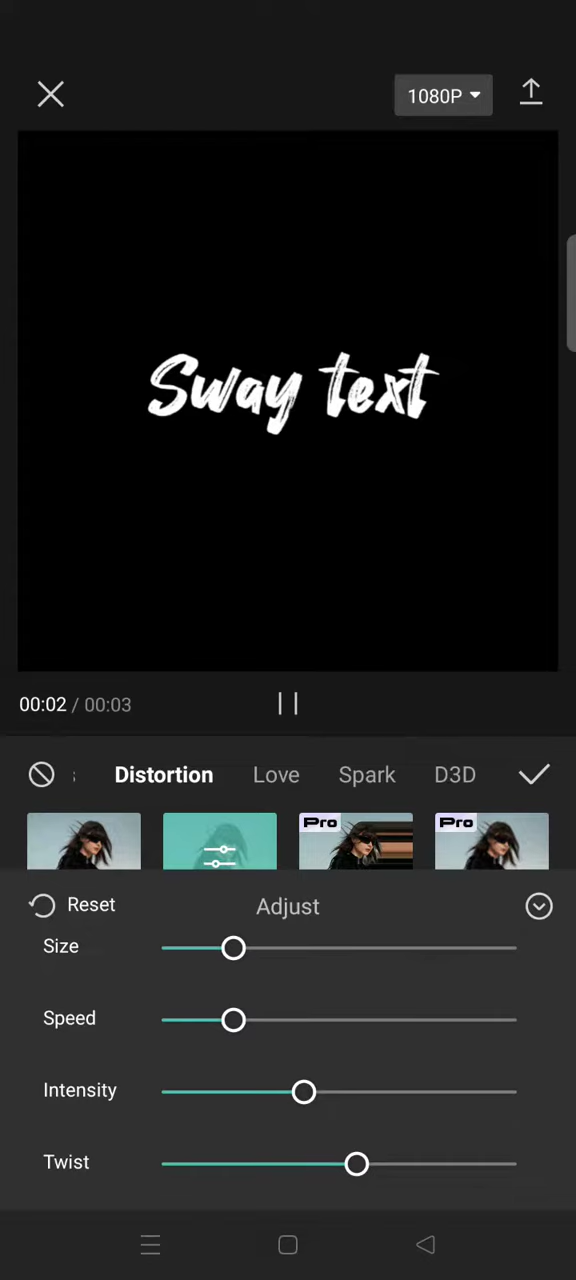 1080P
Sway text
00:02 / 00:03
Distortion Love Spark D3D
Pro Pro
Reset Adjust
Size
Speed
Intensity
Twist